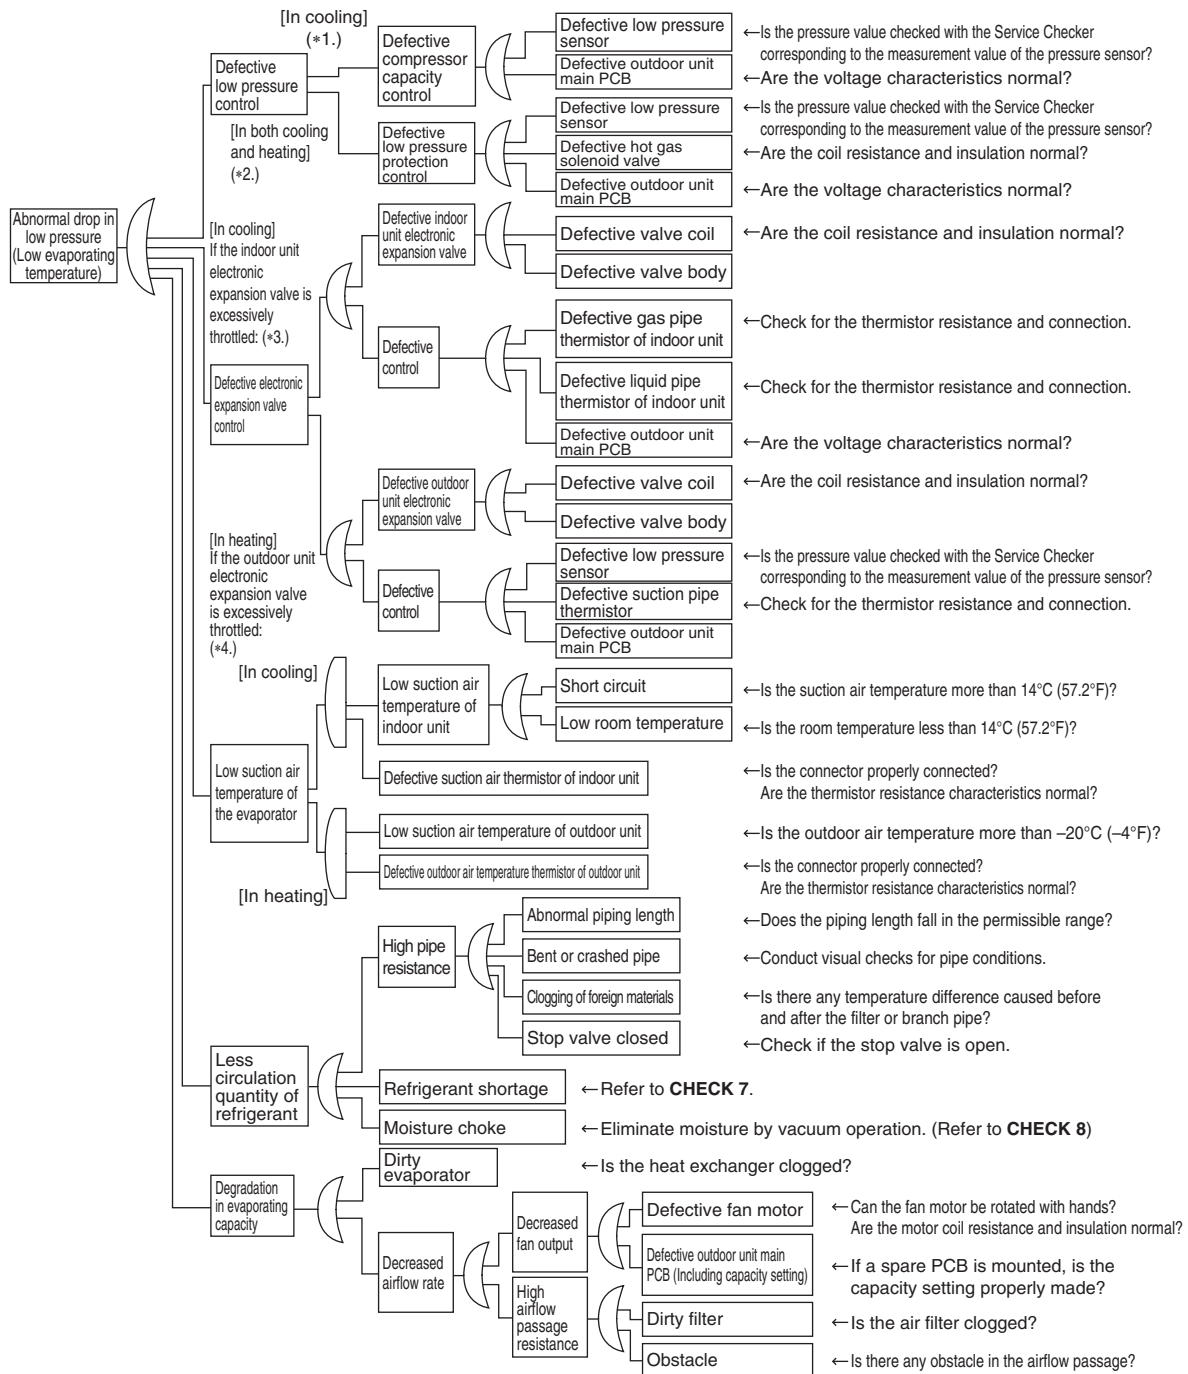 [In cooling]
(*1.)
Defective
low pressure
control
Defective
compressor
capacity
control
Defective low pressure
sensor
←Is the pressure value checked with the Service Checker
corresponding to the measurement value of the pressure sensor?
Defective outdoor unit
main PCB
←Are the voltage characteristics normal?
[In both cooling
and heating]
(*2.)
Defective
low pressure
protection
control
Defective low pressure
sensor
←Is the pressure value checked with the Service Checker
corresponding to the measurement value of the pressure sensor?
Defective hot gas
solenoid valve
←Are the coil resistance and insulation normal?
Defective outdoor unit
main PCB
←Are the voltage characteristics normal?
Abnormal drop in
low pressure
(Low evaporating
temperature)
[In cooling]
If the indoor unit
electronic
expansion valve is
excessively
throttled: (*3.)
Defective electronic
expansion valve
control
Defective indoor
unit electronic
expansion valve
Defective valve coil
←Are the coil resistance and insulation normal?
Defective valve body
Defective
control
Defective gas pipe
thermistor of indoor unit
←Check for the thermistor resistance and connection.
Defective liquid pipe
thermistor of indoor unit
←Check for the thermistor resistance and connection.
Defective outdoor unit
main PCB
←Are the voltage characteristics normal?
[In heating]
If the outdoor unit
electronic
expansion valve
is excessively
throttled:
(*4.)
Defective outdoor
unit electronic
expansion valve
Defective valve coil
←Are the coil resistance and insulation normal?
Defective valve body
Defective
control
Defective low pressure
sensor
←Is the pressure value checked with the Service Checker
corresponding to the measurement value of the pressure sensor?
Defective suction pipe
thermistor
←Check for the thermistor resistance and connection.
Defective outdoor unit
main PCB
[In cooling]
Low suction air
temperature of
the evaporator
Low suction air
temperature of
indoor unit
Short circuit
←Is the suction air temperature more than 14°C (57.2°F)?
Low room temperature
←Is the room temperature less than 14°C (57.2°F)?
Defective suction air thermistor of indoor unit
←Is the connector properly connected?
Are the thermistor resistance characteristics normal?
Low suction air temperature of outdoor unit
←Is the outdoor air temperature more than –20°C (–4°F)?
Defective outdoor air temperature thermistor of outdoor unit
←Is the connector properly connected?
Are the thermistor resistance characteristics normal?
[In heating]
Less
circulation
quantity of
refrigerant
High pipe
resistance
Abnormal piping length
←Does the piping length fall in the permissible range?
Bent or crashed pipe
←Conduct visual checks for pipe conditions.
Clogging of foreign materials
←Is there any temperature difference caused before
and after the filter or branch pipe?
Stop valve closed
←Check if the stop valve is open.
Refrigerant shortage
←Refer to CHECK 7.
Moisture choke
←Eliminate moisture by vacuum operation. (Refer to CHECK 8)
Degradation
in evaporating
capacity
Dirty
evaporator
←Is the heat exchanger clogged?
Decreased
airflow rate
Decreased
fan output
Defective fan motor
←Can the fan motor be rotated with hands?
Are the motor coil resistance and insulation normal?
Defective outdoor unit main
PCB (Including capacity setting)
←If a spare PCB is mounted, is the
capacity setting properly made?
High
airflow
passage
resistance
Dirty filter
←Is the air filter clogged?
Obstacle
←Is there any obstacle in the airflow passage?